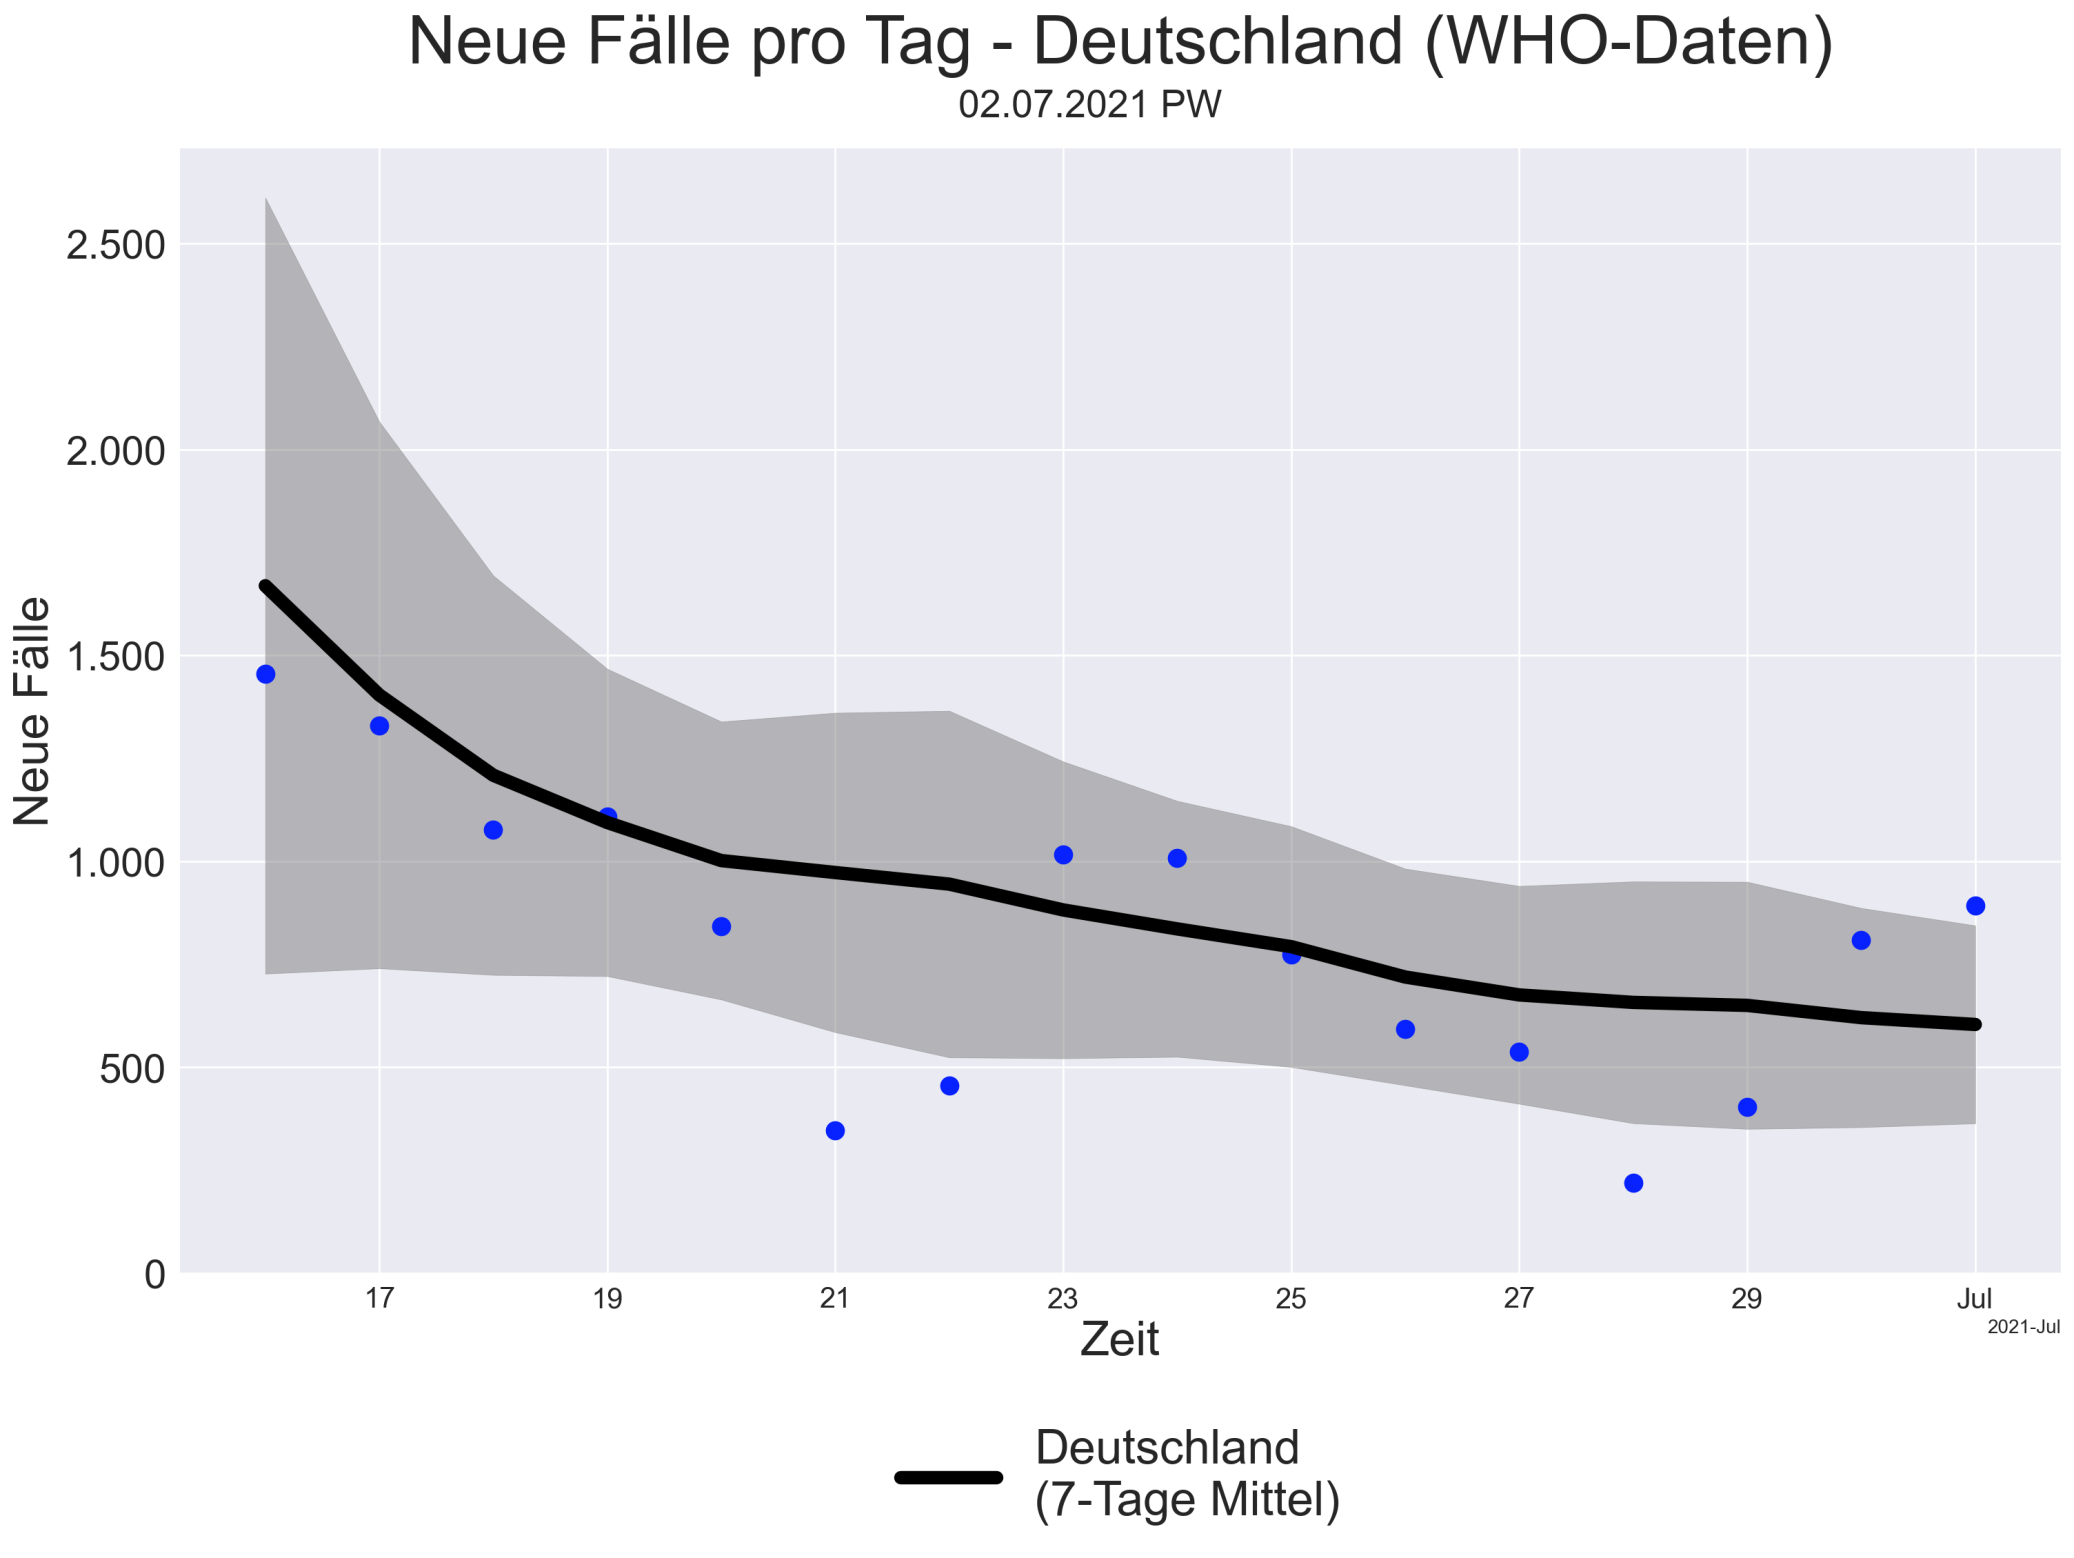 Neue Fälle pro Tag - Deutschland (WHO-Daten)
02.07.2021 PW
Neue Fälle
2.500
2.000
1.500
1.000
500
0
17 19 21 23 25 27 29 Jul
2021-Jul
Zeit
Deutschland
(7-Tage Mittel)